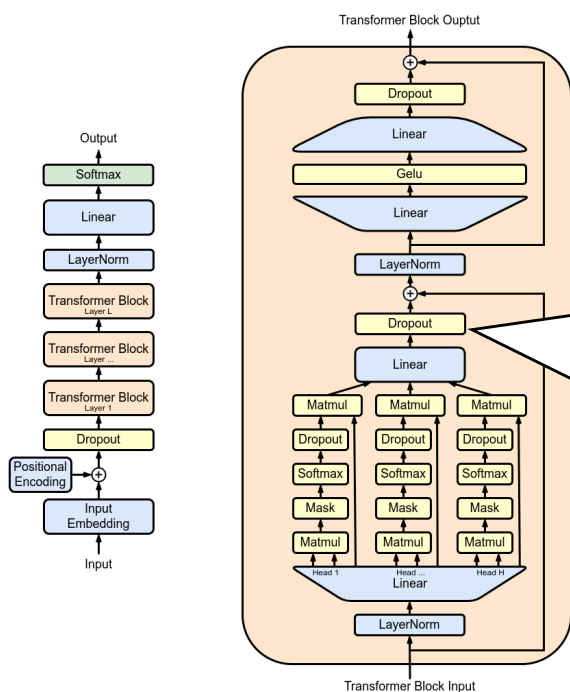 Output
Softmax
Linear
LayerNorm
Transformer Block
Layer L
Transformer Block
Layer ...
Transformer Block
Layer 1
Dropout
Positional
Encoding
+
Input
Embedding
Input
Transformer Block Ouptut
+
Dropout
Linear
Gelu
Linear
LayerNorm
+
Dropout
Linear
Matmul Matmul Matmul
Dropout Dropout Dropout
Softmax Softmax Softmax
Mask Mask Mask
Matmul Matmul Matmul
Head 1 Head ... Head H
Linear
LayerNorm
Transformer Block Input